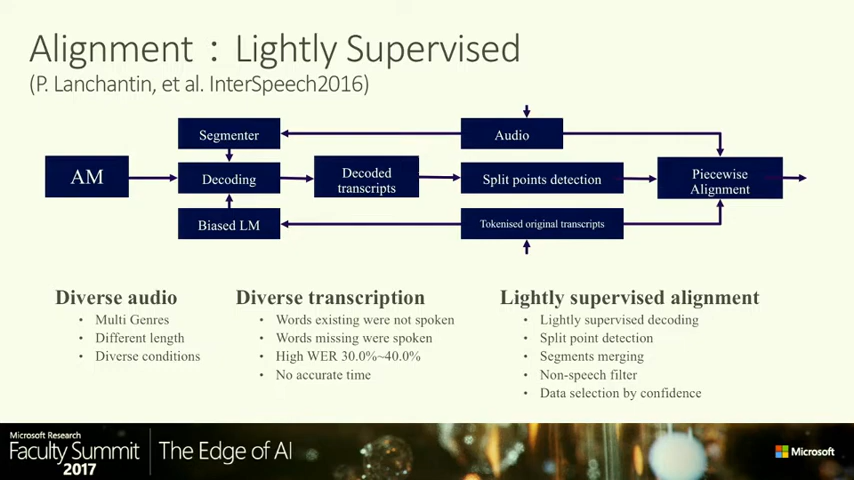 Alignment : Lightly Supervised
(P. Lanchantin, et al. InterSpeech2016)
Segmenter
Audio
AM
Decoding
Decoded
transcripts
Split points detection
Piecewise
Alignment
Biased LM
Tokenised original transcripts
Diverse audio
• Multi Genres
• Different length
• Diverse conditions
Diverse transcription
• Words existing were not spoken
• Words missing were spoken
• High WER 30.0%~40.0%
• No accurate time
Lightly supervised alignment
• Lightly supervised decoding
• Split point detection
• Segments merging
• Non-speech filter
• Data selection by confidence
Microsoft Research
Faculty Summit
2017
The Edge of AI
Microsoft